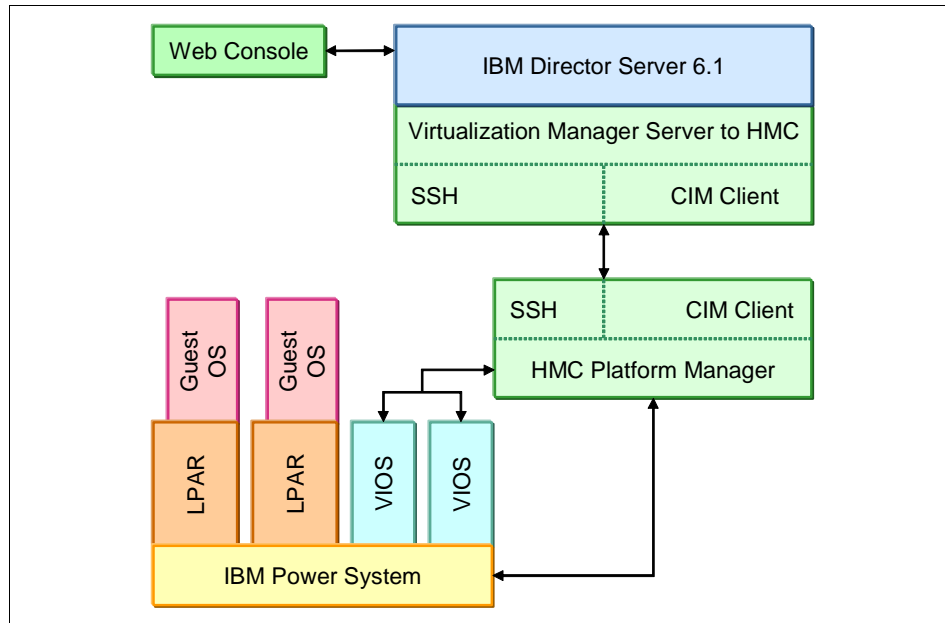 Web Console
IBM Director Server 6.1
Virtualization Manager Server to HMC
SSH
CIM Client
SSH
CIM Client
HMC Platform Manager
Guest
OS
Guest
OS
LPAR
LPAR
VIOS
VIOS
IBM Power System